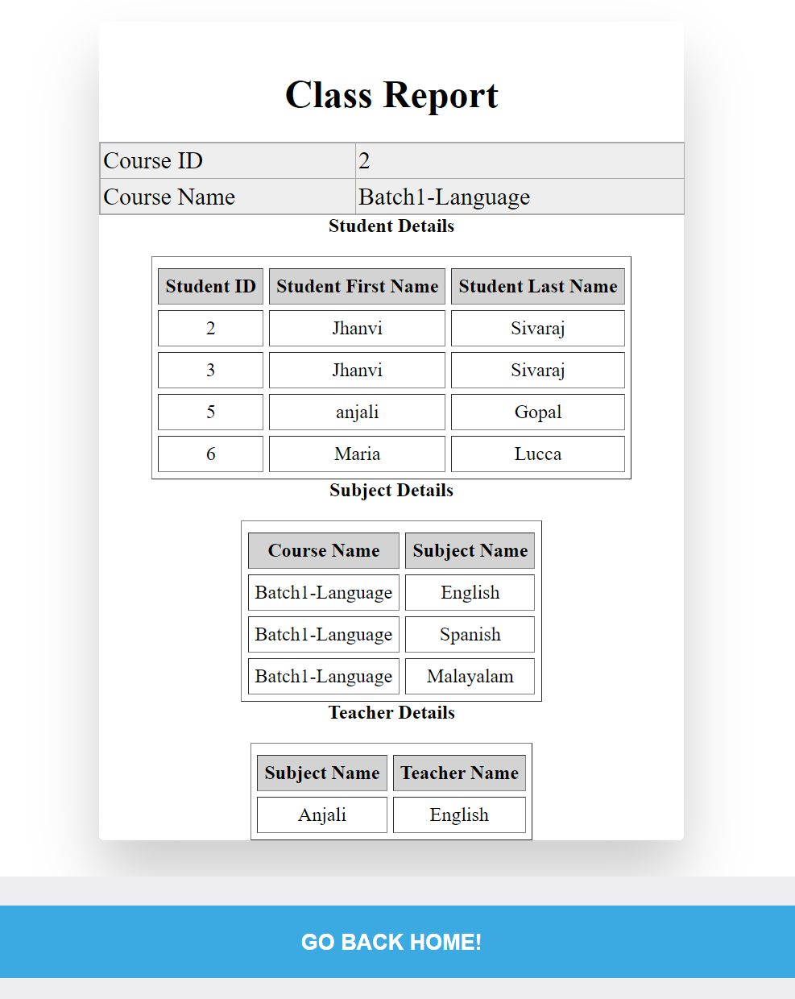 Class Report
Course ID 2
Course Name Batch1-Language
Student Details
Student ID Student First Name Student Last Name
2 Jhanvi Sivaraj
3 Jhanvi Sivaraj
5 anjali Gopal
6 Maria Lucca
Subject Details
Course Name Subject Name
Batch1-Language English
Batch1-Language Spanish
Batch1-Language Malayalam
Teacher Details
Subject Name Teacher Name
Anjali English
GO BACK HOME!